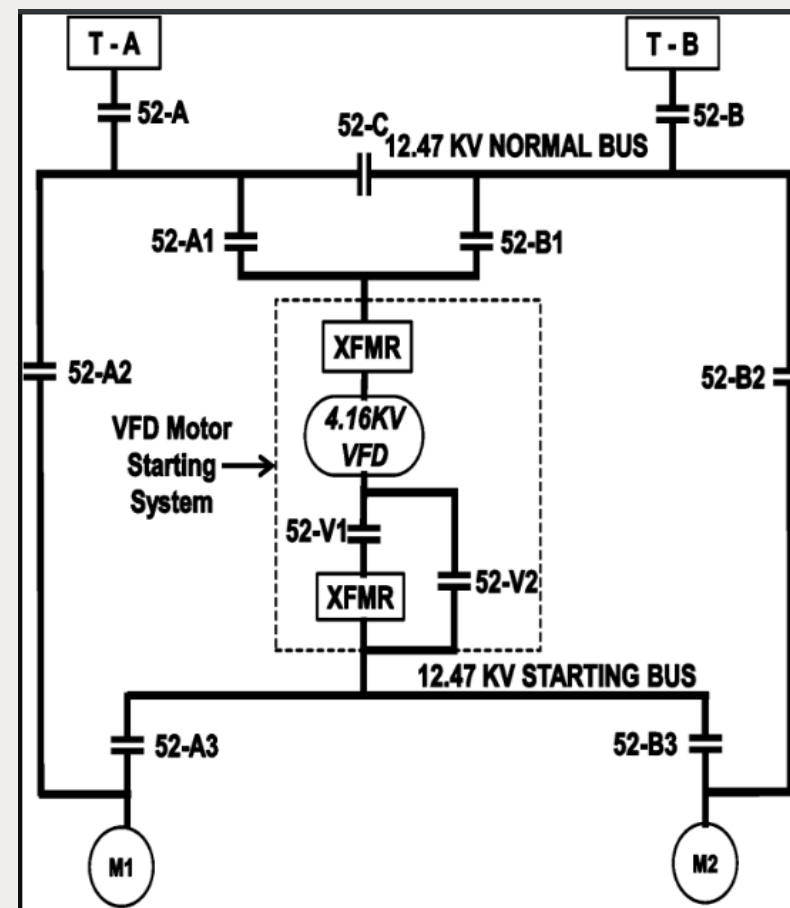 T - A
T - B
52-A
52-B
52-C
12.47 KV NORMAL BUS
52-A1
52-B1
XFMR
52-A2
52-B2
4.16KV
VFD
VFD Motor
Starting
System
52-V1
52-V2
XFMR
12.47 KV STARTING BUS
52-A3
52-B3
M1
M2